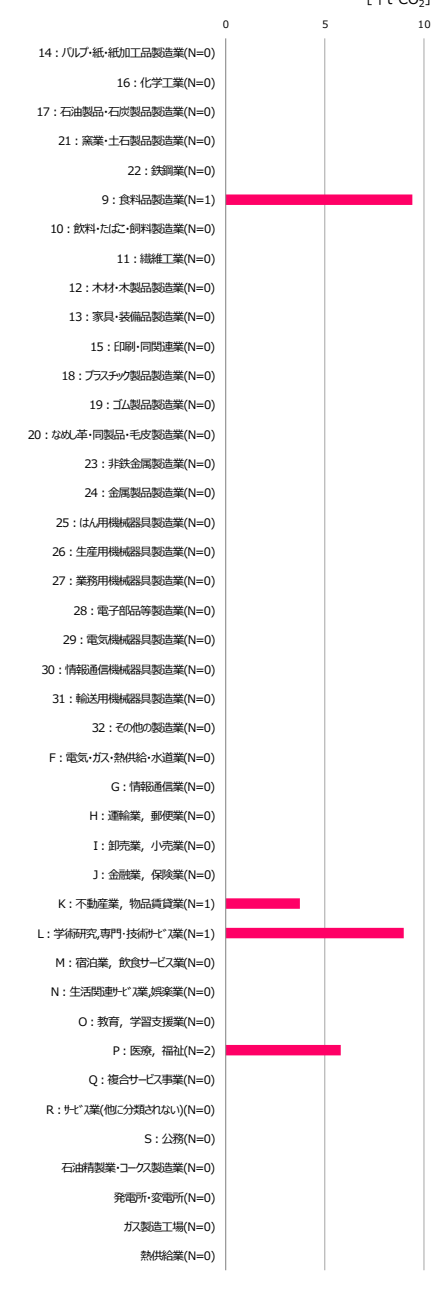 [千t-CO₂]
0 5 10
14：パルプ・紙・紙加工品製造業(N=0)
16：化学工業(N=0)
17：石油製品・石炭製品製造業(N=0)
21：窯業・土石製品製造業(N=0)
22：鉄鋼業(N=0)
9：食料品製造業(N=1)
10：飲料・たばこ・飼料製造業(N=0)
11：繊維工業(N=0)
12：木材・木製品製造業(N=0)
13：家具・装備品製造業(N=0)
15：印刷・同関連業(N=0)
18：プラスチック製品製造業(N=0)
19：ゴム製品製造業(N=0)
20：なめし革・同製品・毛皮製造業(N=0)
23：非鉄金属製造業(N=0)
24：金属製品製造業(N=0)
25：はん用機械器具製造業(N=0)
26：生産用機械器具製造業(N=0)
27：業務用機械器具製造業(N=0)
28：電子部品等製造業(N=0)
29：電気機械器具製造業(N=0)
30：情報通信機械器具製造業(N=0)
31：輸送用機械器具製造業(N=0)
32：その他の製造業(N=0)
F：電気・ガス・熱供給・水道業(N=0)
G：情報通信業(N=0)
H：運輸業，郵便業(N=0)
I：卸売業，小売業(N=0)
J：金融業，保険業(N=0)
K：不動産業，物品賃貸業(N=1)
L：学術研究,専門・技術ｻｰﾋﾞｽ業(N=1)
M：宿泊業，飲食サービス業(N=0)
N：生活関連ｻｰﾋﾞｽ業,娯楽業(N=0)
O：教育，学習支援業(N=0)
P：医療，福祉(N=2)
Q：複合サービス事業(N=0)
R：ｻｰﾋﾞｽ業(他に分類されない)(N=0)
S：公務(N=0)
石油精製業・コークス製造業(N=0)
発電所・変電所(N=0)
ガス製造工場(N=0)
熱供給業(N=0)